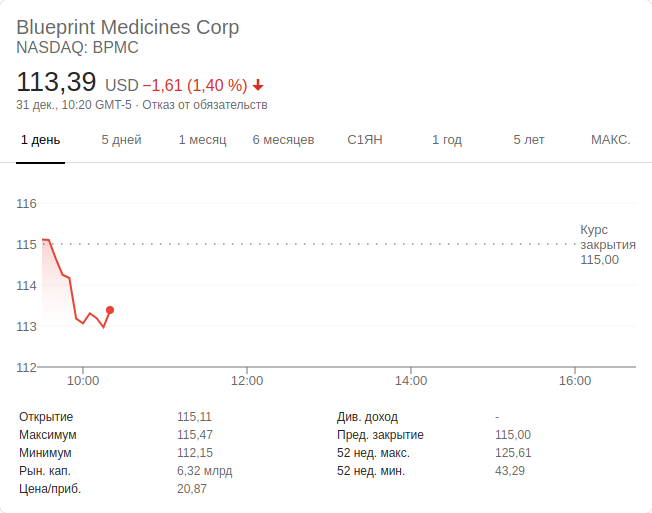 Blueprint Medicines Corp
NASDAQ: BPMC
113,39 USD −1,61 (1,40 %)
31 дек., 10:20 GMT-5 · Отказ от обязательств
1 день 5 дней 1 месяц 6 месяцев С1ЯН 1 год 5 лет МАКС.
116
115
114
113
112
Курс
закрытия
115,00
10:00 12:00 14:00 16:00
Открытие 115,11 Див. доход -
Максимум 115,47 Пред. закрытие 115,00
Минимум 112,15 52 нед. макс. 125,61
Рын. кап. 6,32 млрд 52 нед. мин. 43,29
Цена/приб. 20,87